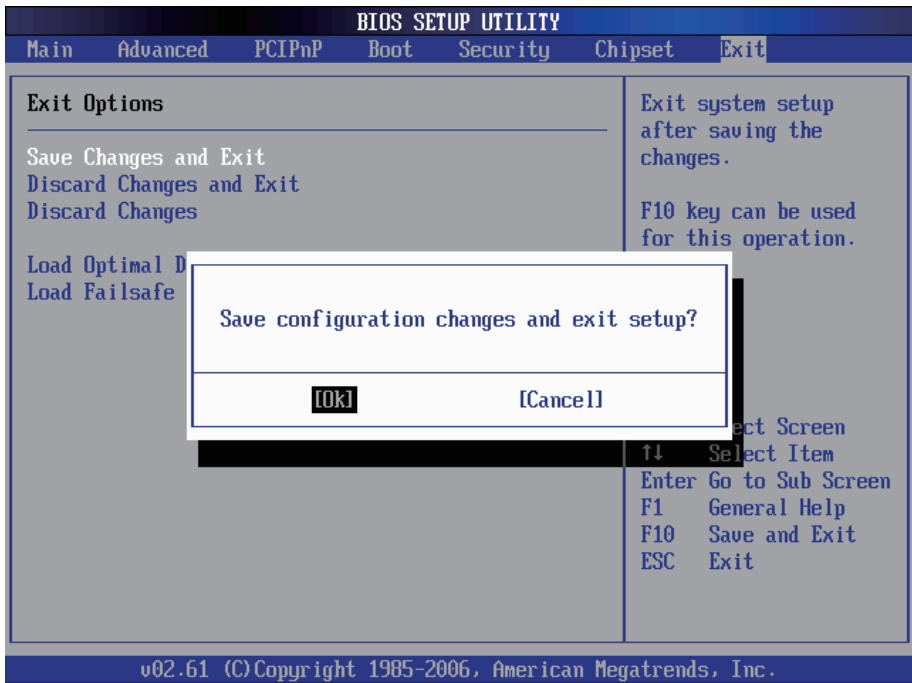 BIOS SETUP UTILITY
Main Advanced PCIPnP Boot Security Chipset Exit
Exit Options
Save Changes and Exit
Discard Changes and Exit
Discard Changes
Load Optimal D
Load Failsafe
Exit system setup
after saving the
changes.
F10 key can be used
for this operation.
Save configuration changes and exit setup?
[Ok] [Cancel]
ect Screen
↑↓ Select Item
Enter Go to Sub Screen
F1 General Help
F10 Save and Exit
ESC Exit
v02.61 (C)Copyright 1985-2006, American Megatrends, Inc.